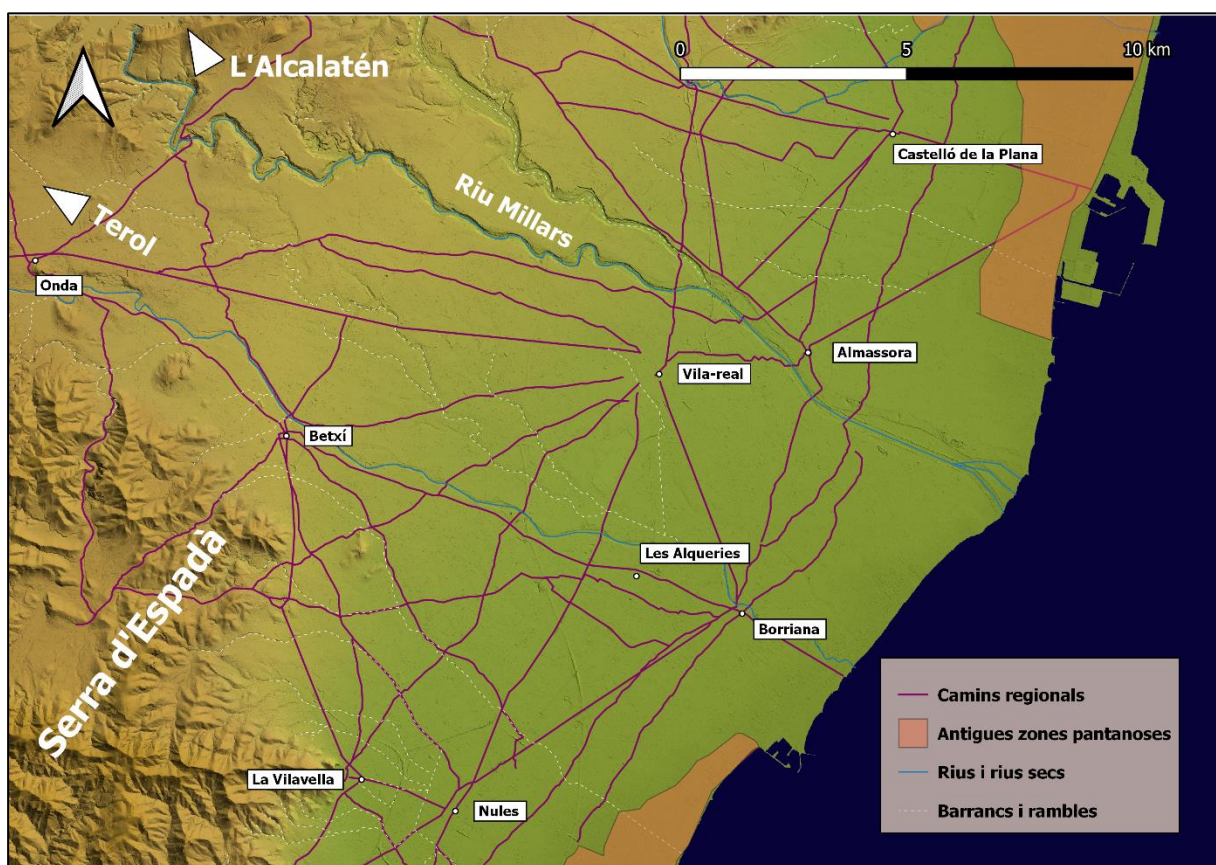 L'Alcalatén
0
5
10 km
Castelló de la Plana
Riu Millars
Terol
Onda
Almassora
Vila-real
Betxí
Serra d'Espadà
Les Alqueries
Borriana
La Vilavella
Nules
Camins regionals
Antigues zones pantanoses
Rius i rius secs
Barrancs i rambles